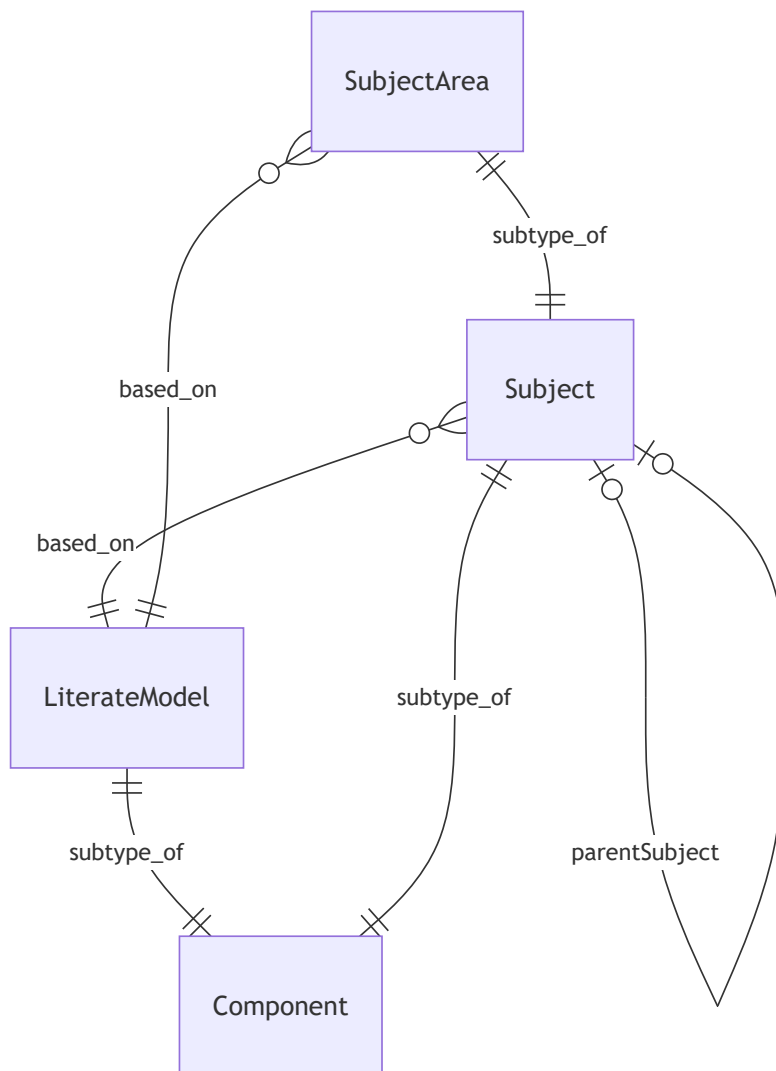 SubjectArea
subtype_of
based_on
Subject
based_on
LiterateModel
subtype_of
subtype_of
parentSubject
Component